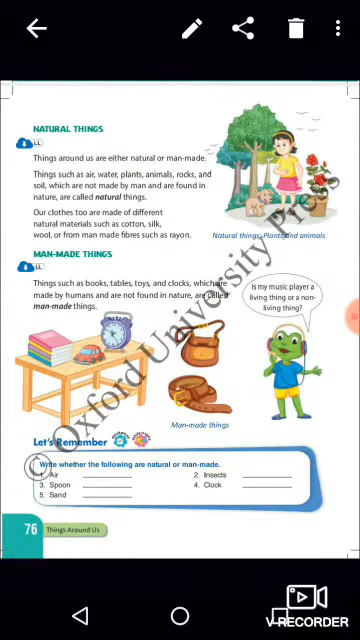 NATURAL THINGS
LL
Things around us are either natural or man-made.
Things such as air, water, plants, animals, rocks, and
soil, which are not made by man and are found in
nature, are called natural things.
Our clothes too are made of different
natural materials such as cotton, silk,
wool, or from man made fibres such as rayon.
Natural things: Plants and animals
MAN-MADE THINGS
LL
Things such as books, tables, toys, and clocks, which are
made by humans and are not found in nature, are called
man-made things.
Is my music player a
living thing or a non-
living thing?
Man-made things
Let's Remember
Write whether the following are natural or man-made.
1. Air
2. Insects
3. Spoon
4. Clock
5. Sand
76 Things Around Us
© Oxford University Press
V-RECORDER